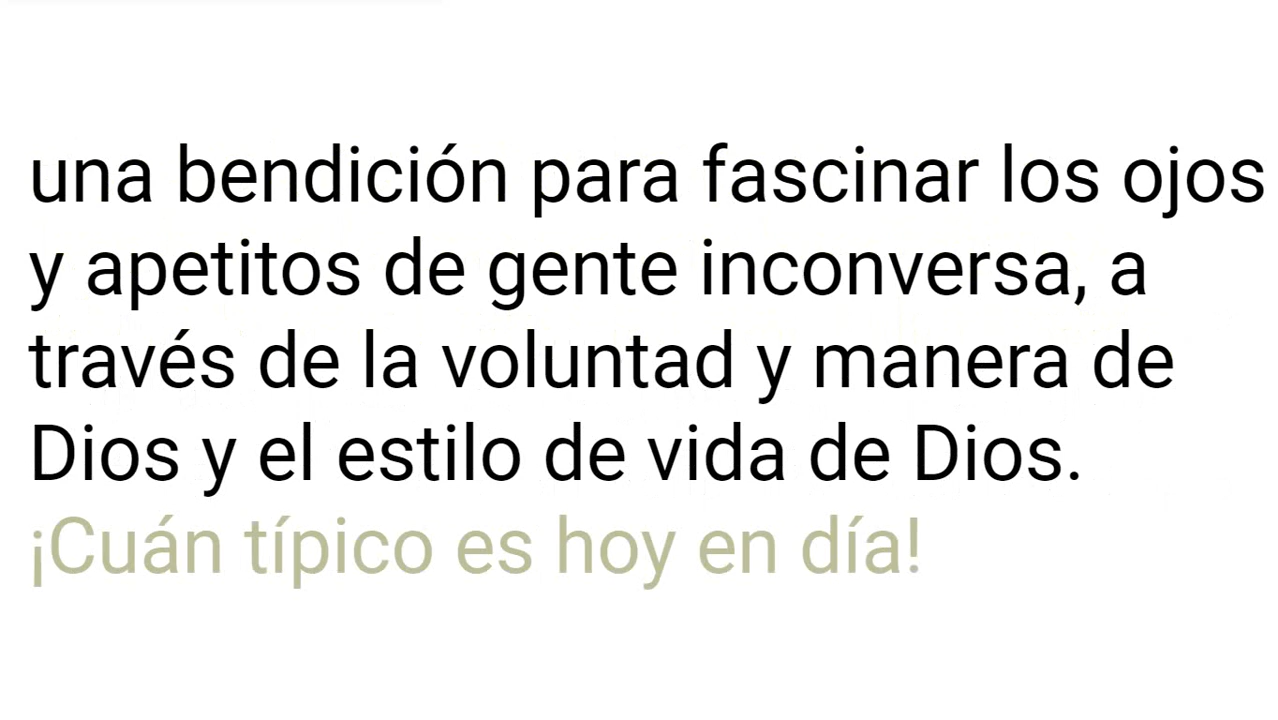 una bendición para fascinar los ojos
y apetitos de gente inconversa, a
través de la voluntad y manera de
Dios y el estilo de vida de Dios.
¡Cuán típico es hoy en día!